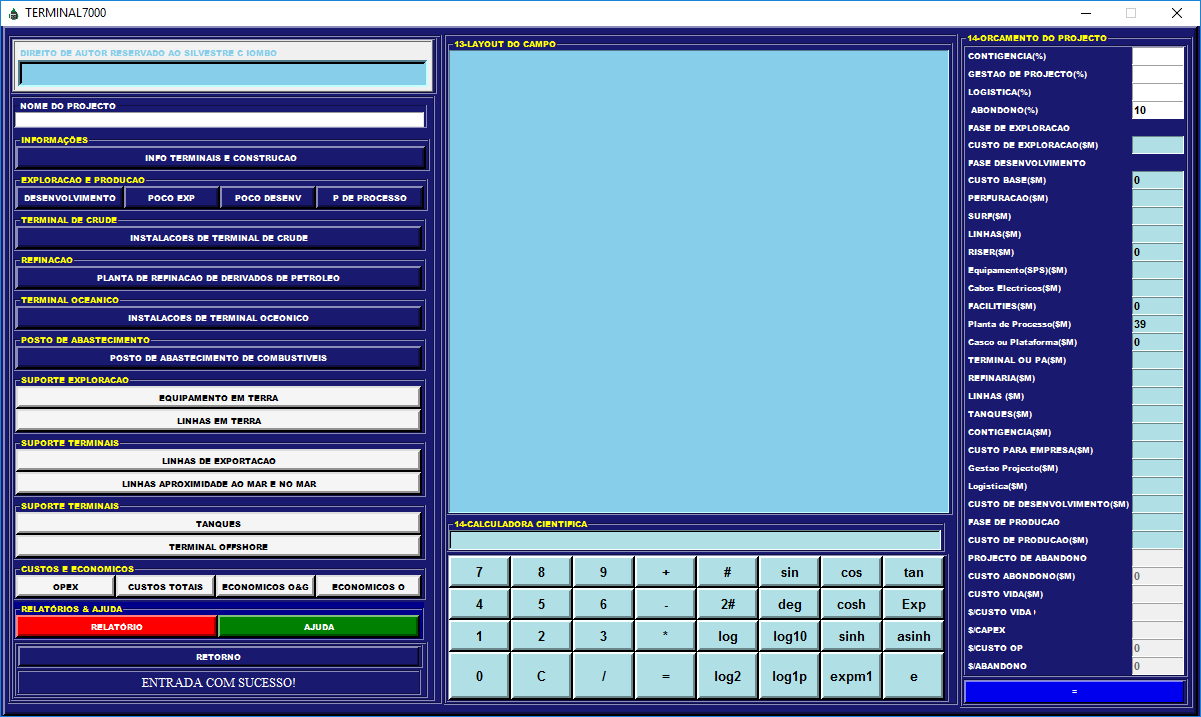 TERMINAL7000
DIREITO DE AUTOR RESERVADO AO SILVESTRE C IOMBO
NOME DO PROJECTO
INFORMAÇÕES
INFO TERMINAIS E CONSTRUCAO
EXPLORACAO E PRODUCAO
DESENVOLVIMENTO POCO EXP POCO DESENV P DE PROCESSO
TERMINAL DE CRUDE
INSTALACOES DE TERMINAL DE CRUDE
REFINACAO
PLANTA DE REFINACAO DE DERIVADOS DE PETROLEO
TERMINAL OCEANICO
INSTALACOES DE TERMINAL OCEONICO
POSTO DE ABASTECIMENTO
POSTO DE ABASTECIMENTO DE COMBUSTIVEIS
SUPORTE EXPLORACAO
EQUIPAMENTO EM TERRA
LINHAS EM TERRA
SUPORTE TERMINAIS
LINHAS DE EXPORTACAO
LINHAS APROXIMIDADE AO MAR E NO MAR
SUPORTE TERMINAIS
TANQUES
TERMINAL OFFSHORE
CUSTOS E ECONOMICOS
OPEX CUSTOS TOTAIS ECONOMICOS O&G ECONOMICOS O
RELATÓRIOS & AJUDA
RELATÓRIO AJUDA
RETORNO
ENTRADA COM SUCESSO!
13-LAYOUT DO CAMPO
14-CALCULADORA CIENTIFICA
7 8 9 + # sin cos tan
4 5 6 - 2# deg cosh Exp
1 2 3 * log log10 sinh asinh
0 C / = log2 log1p expm1 e
14-ORCAMENTO DO PROJECTO
CONTIGENCIA(%)
GESTAO DE PROJECTO(%)
LOGISTICA(%)
ABONDONO(%) 10
FASE DE EXPLORACAO
CUSTO DE EXPLORACAO($M)
FASE DESENVOLVIMENTO
CUSTO BASE($M) 0
PERFURACAO($M)
SURF($M)
LINHAS($M)
RISER($M) 0
Equipamento(SPS)($M)
Cabos Electricos($M)
FACILITIES($M) 0
Planta de Processo($M) 39
Casco ou Plataforma($M) 0
TERMINAL OU PA($M)
REFINARIA($M)
LINHAS ($M)
TANQUES($M)
CONTIGENCIA($M)
CUSTO PARA EMPRESA($M)
Gestao Projecto($M)
Logistica($M)
CUSTO DE DESENVOLVIMENTO($M)
FASE DE PRODUCAO
CUSTO DE PRODUCAO($M)
PROJECTO DE ABANDONO
CUSTO ABONDONO($M) 0
CUSTO VIDA($M)
$/CUSTO VIDA
$/CAPEX
$/CUSTO OP 0
$/ABANDONO 0
=